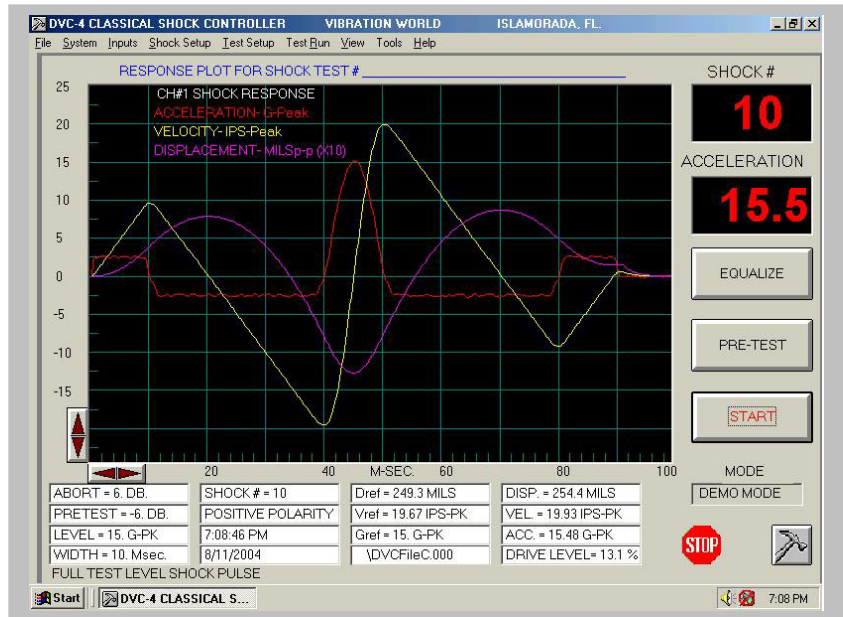 DVC-4 CLASSICAL SHOCK CONTROLLER VIBRATION WORLD ISLAMORADA, FL.
File System Inputs Shock Setup Test Setup Test Run View Tools Help
RESPONSE PLOT FOR SHOCK TEST #
SHOCK #
10
ACCELERATION
15.5
EQUALIZE
PRE-TEST
START
MODE
DEMO MODE
STOP
CH#1 SHOCK RESPONSE
ACCELERATION- G-Peak
VELOCITY- IPS-Peak
DISPLACEMENT- MILSp-p (X10)
25
20
15
10
5
0
-5
-10
-15
20 40 M-SEC. 60 80 100
ABORT = 6. DB. SHOCK # = 10 Dref = 249.3 MILS DISP. = 254.4 MILS
PRETEST = -6. DB. POSITIVE POLARITY Vref = 19.67 IPS-PK VEL. = 19.93 IPS-PK
LEVEL = 15. G-PK 7:08:46 PM Gref = 15. G-PK ACC. = 15.48 G-PK
WIDTH = 10. Msec. 8/11/2004 \DVCFileC.000 DRIVE LEVEL= 13.1 %
FULL TEST LEVEL SHOCK PULSE
Start DVC-4 CLASSICAL S... 7:08 PM